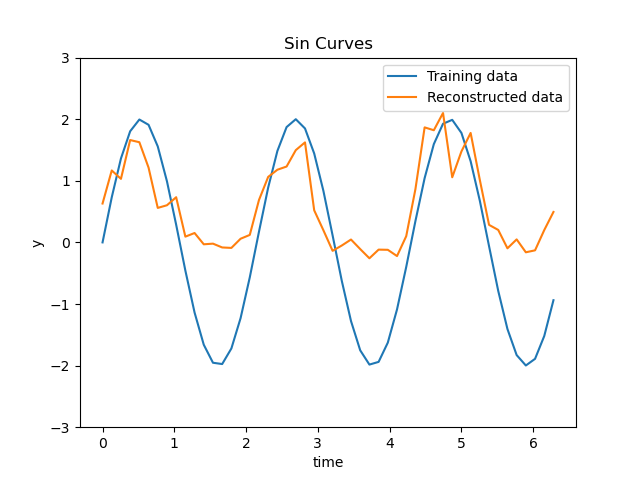 Sin Curves
Training data
Reconstructed data
3
2
1
0
−1
−2
−3
y
0 1 2 3 4 5 6
time